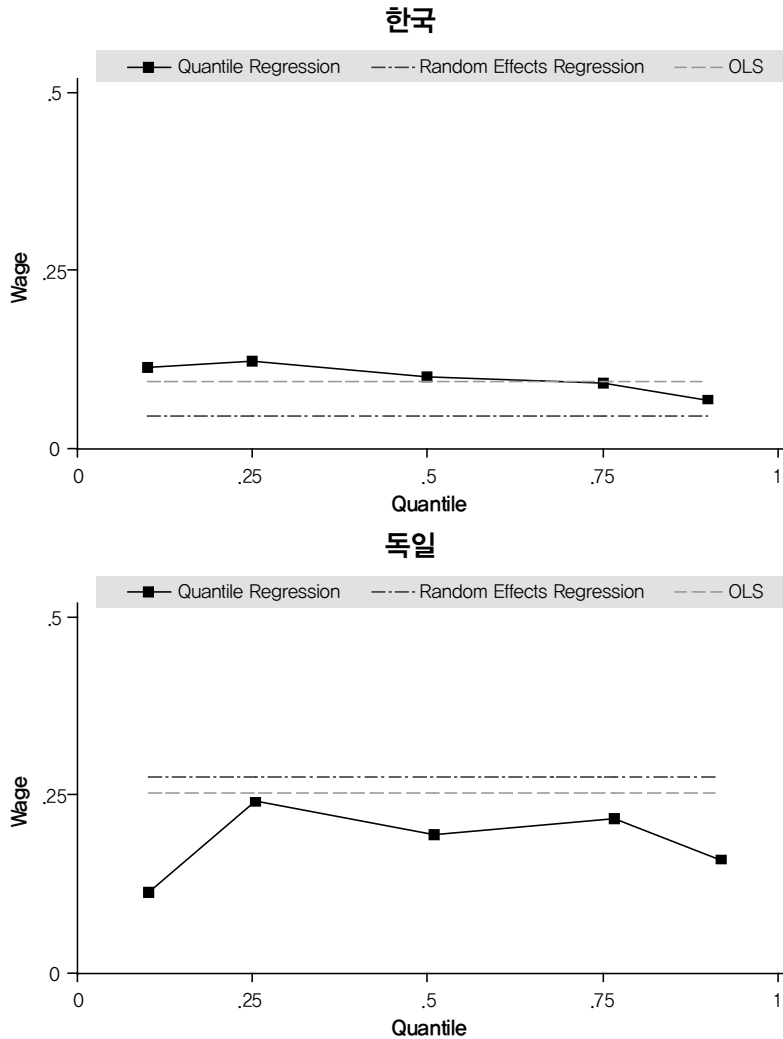 한국
Quantile Regression Random Effects Regression OLS
.5
.25
0
Wage
0 .25 .5 .75 1
Quantile
독일
Quantile Regression Random Effects Regression OLS
.5
.25
0
Wage
0 .25 .5 .75 1
Quantile